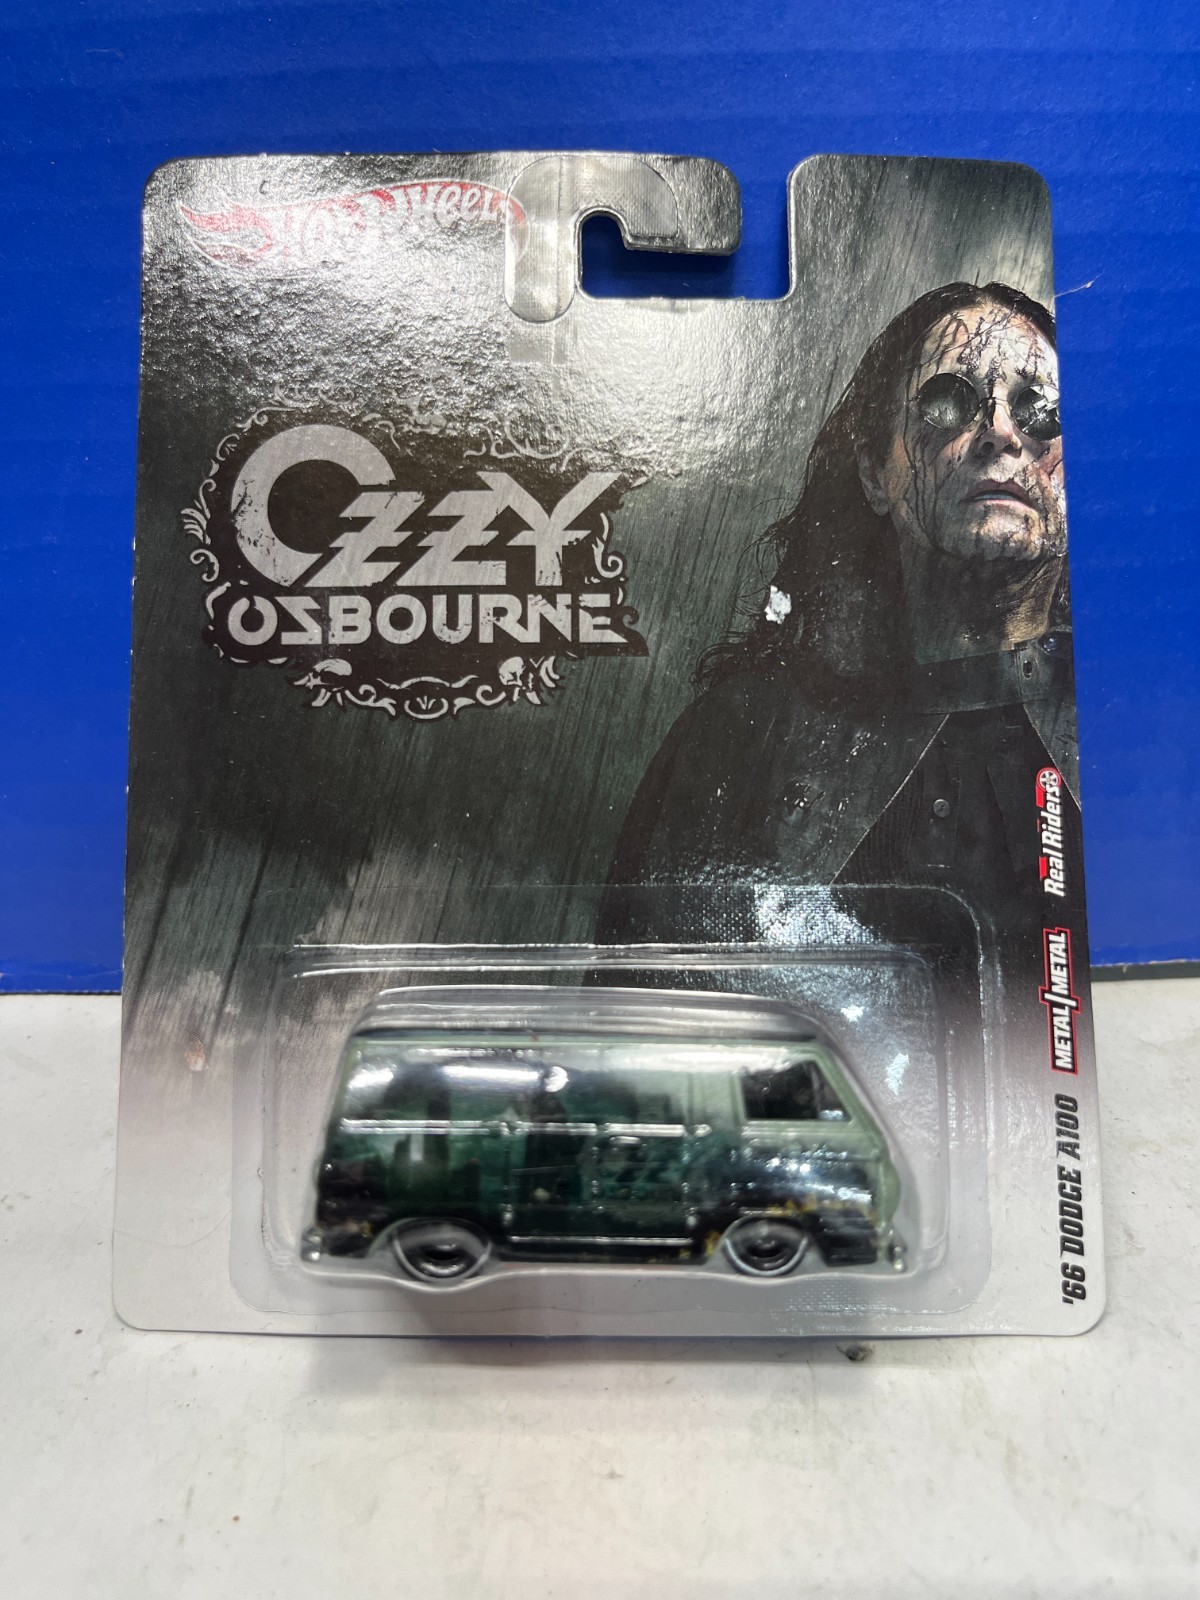 Hot Wheels
OZZY
OSBOURNE
'66 DODGE A100
METAL/METAL
Real Riders